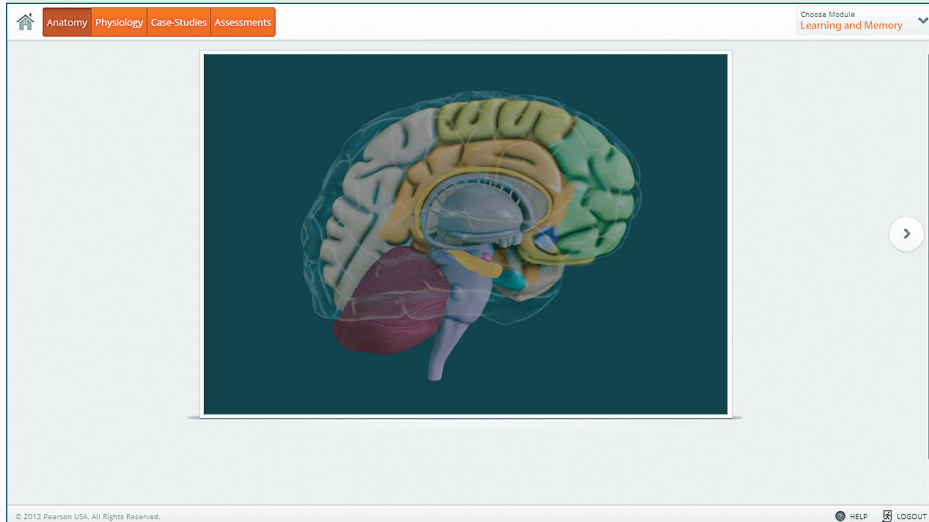 Anatomy Physiology Case-Studies Assessments
Choose Module
Learning and Memory
© 2012 Pearson USA. All Rights Reserved.
HELP LOGOUT